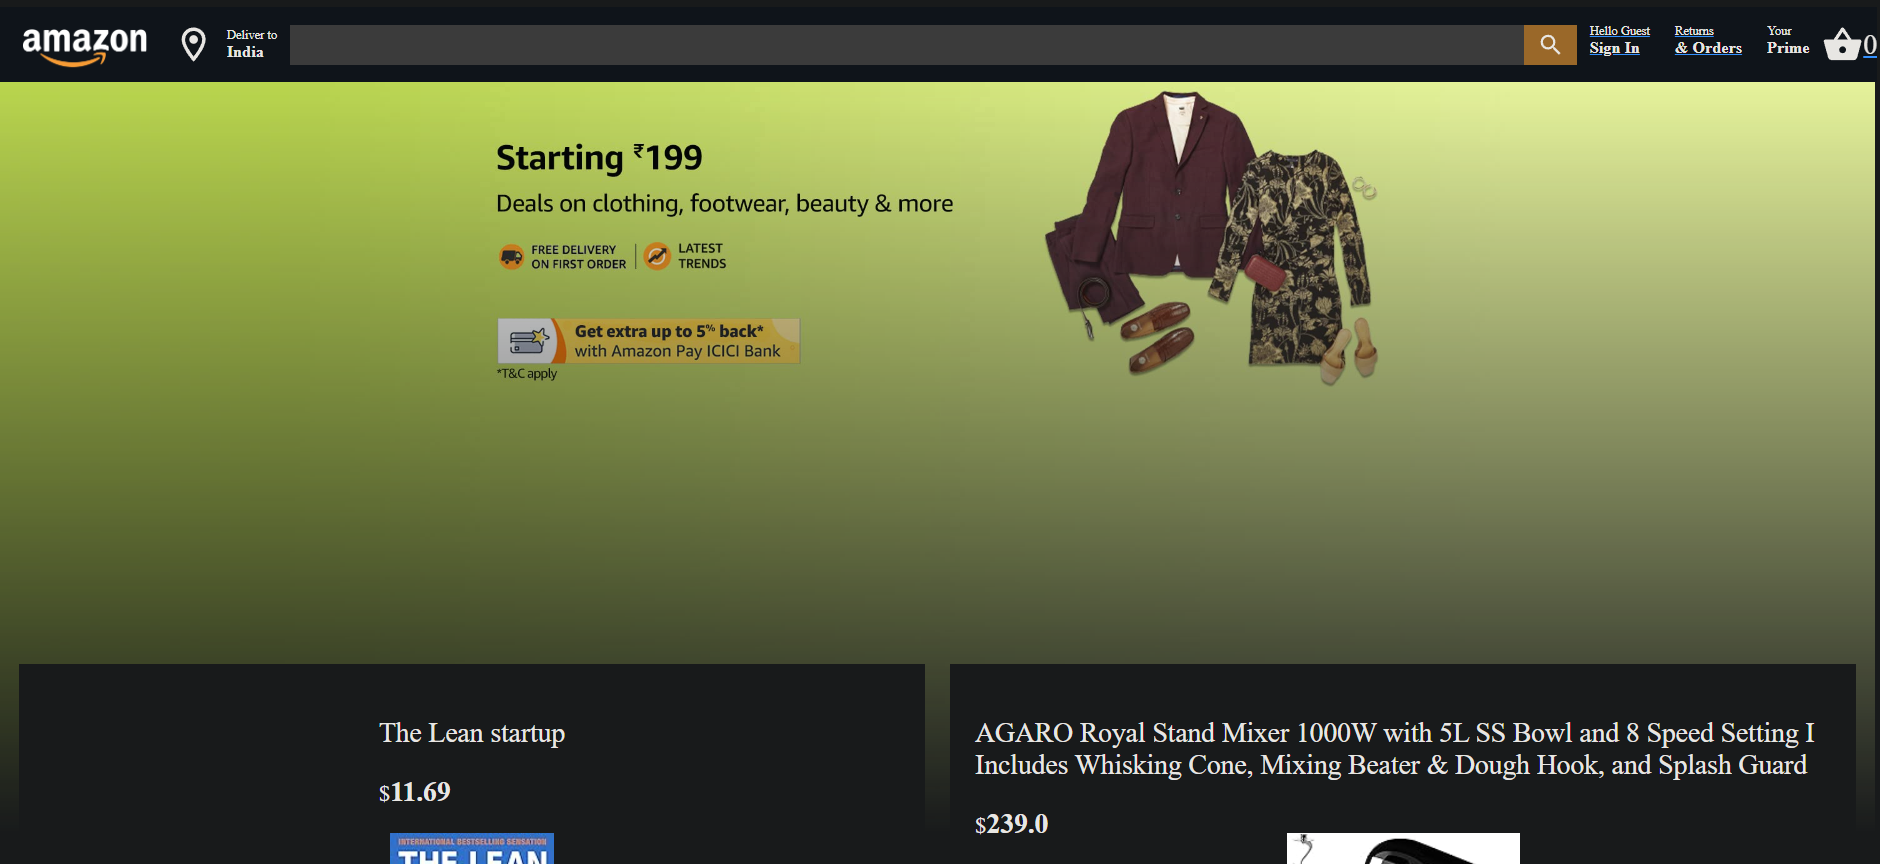 amazon
Deliver to
India
Hello Guest
Sign In
Returns
& Orders
Your
Prime
0
Starting ₹199
Deals on clothing, footwear, beauty & more
FREE DELIVERY
ON FIRST ORDER
LATEST
TRENDS
Get extra up to 5% back*
with Amazon Pay ICICI Bank
*T&C apply
The Lean startup
$11.69
INTERNATIONAL BESTSELLING SENSATION
THE LEAN
AGARO Royal Stand Mixer 1000W with 5L SS Bowl and 8 Speed Setting I
Includes Whisking Cone, Mixing Beater & Dough Hook, and Splash Guard
$239.0